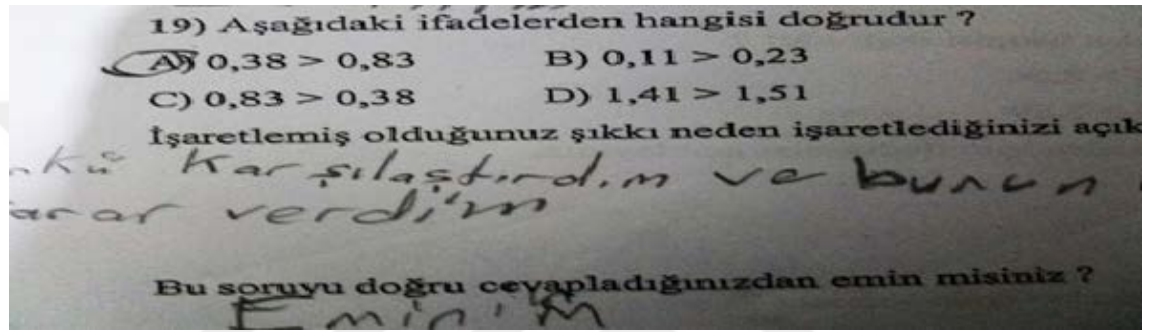 19) Aşağıdaki ifadelerden hangisi doğrudur ?
A) 0,38 > 0,83 B) 0,11 > 0,23
C) 0,83 > 0,38 D) 1,41 > 1,51
İşaretlemiş olduğunuz şıkkı neden işaretlediğinizi açık
kü Karşılaştırdım ve bunun
arar verdim
Bu soruyu doğru cevapladığınızdan emin misiniz ?
Eminim